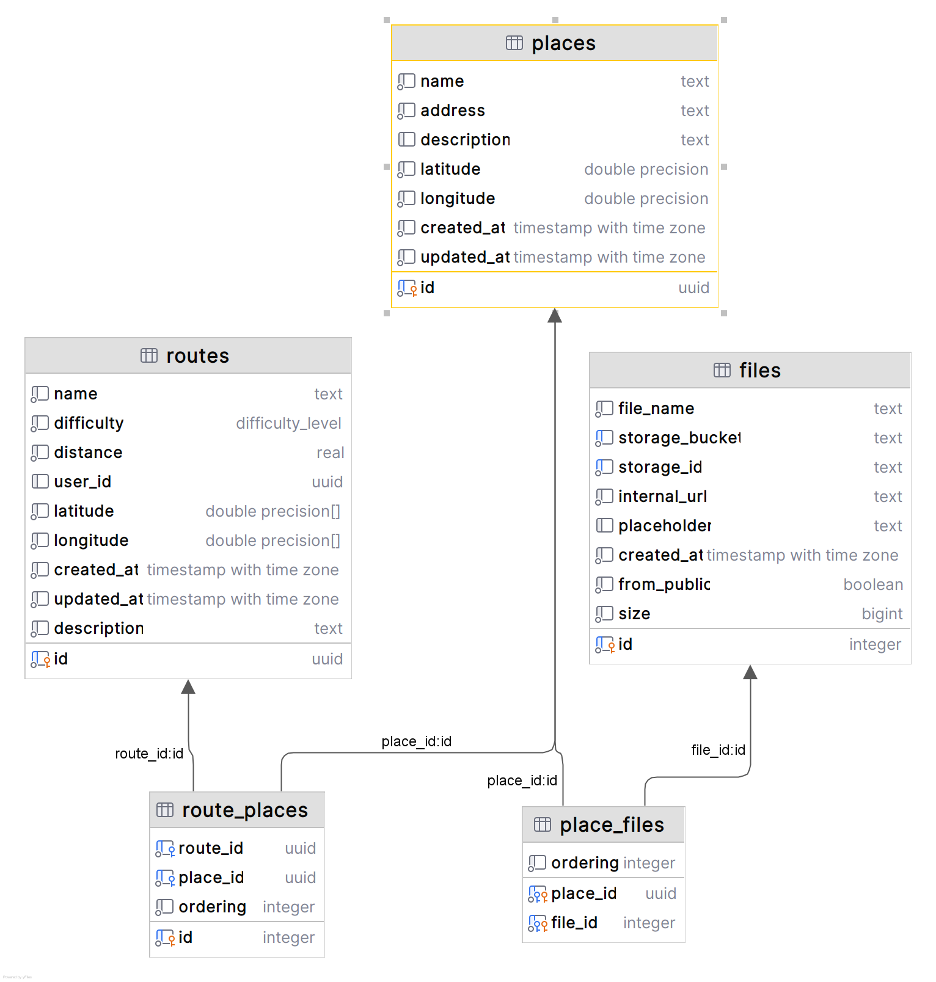 places
name text
address text
description text
latitude double precision
longitude double precision
created_at timestamp with time zone
updated_at timestamp with time zone
id uuid
routes
name text
difficulty difficulty_level
distance real
user_id uuid
latitude double precision[]
longitude double precision[]
created_at timestamp with time zone
updated_at timestamp with time zone
description text
id uuid
files
file_name text
storage_bucket text
storage_id text
internal_url text
placeholder text
created_at timestamp with time zone
from_public boolean
size bigint
id integer
route_id:id
place_id:id
place_id:id
file_id:id
route_places
route_id uuid
place_id uuid
ordering integer
id integer
place_files
ordering integer
place_id uuid
file_id integer